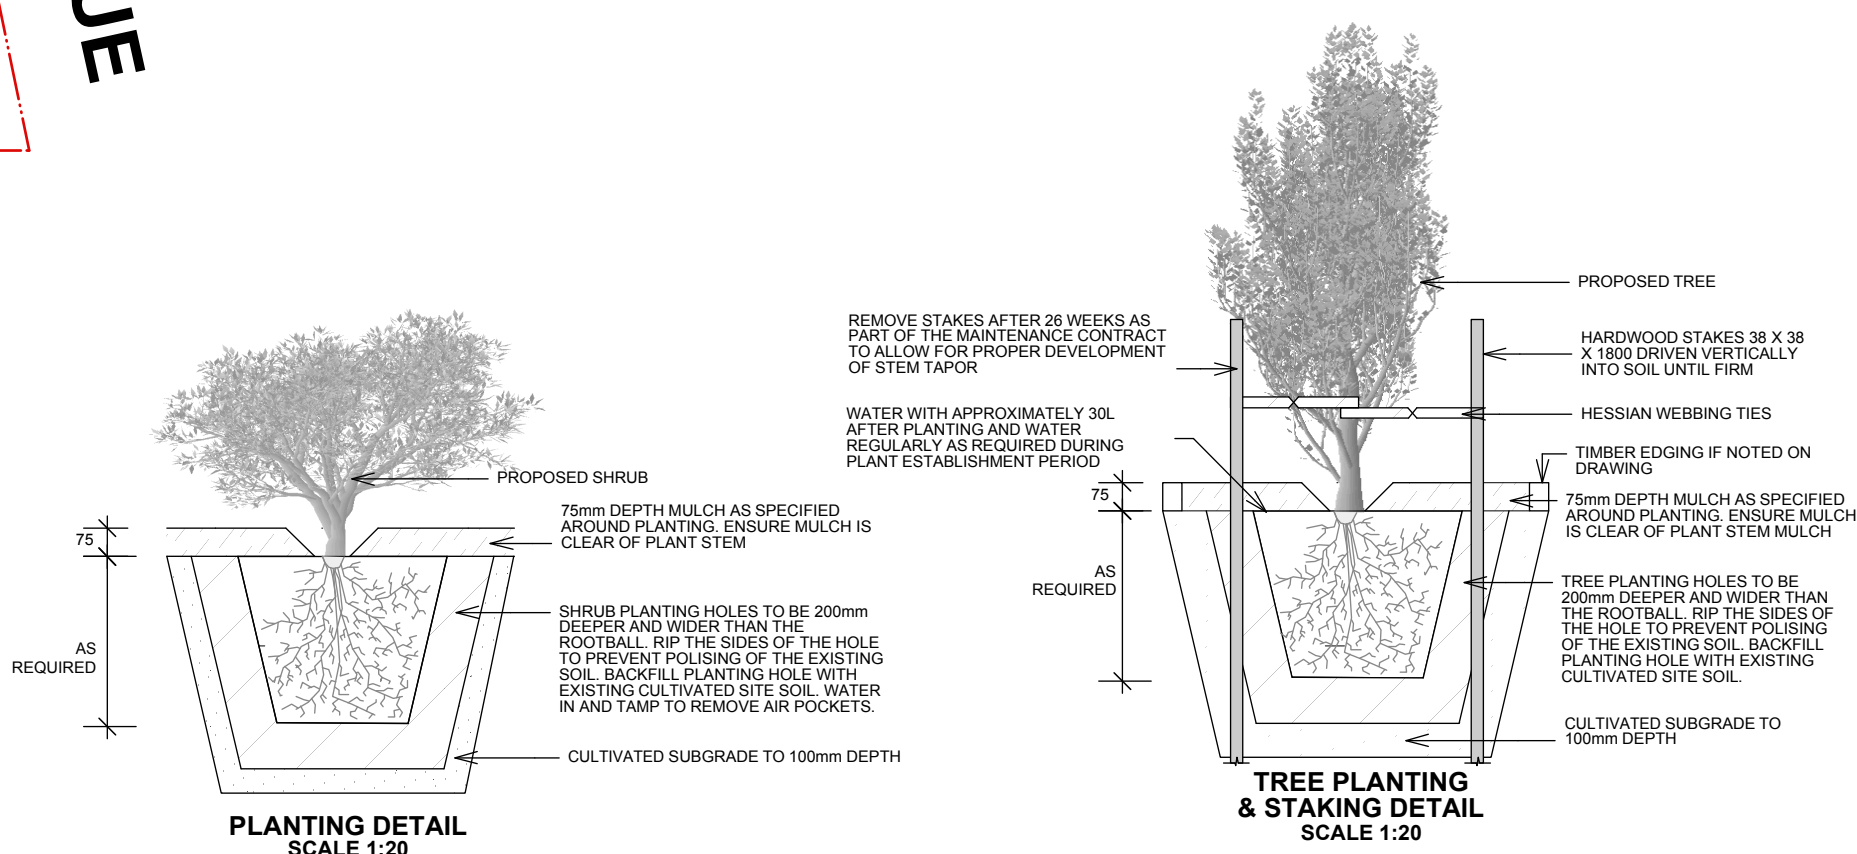 UE
PROPOSED SHRUB
75mm DEPTH MULCH AS SPECIFIED
AROUND PLANTING. ENSURE MULCH IS
CLEAR OF PLANT STEM
75
AS
REQUIRED
SHRUB PLANTING HOLES TO BE 200mm
DEEPER AND WIDER THAN THE
ROOTBALL. RIP THE SIDES OF THE HOLE
TO PREVENT POLISING OF THE EXISTING
SOIL. BACKFILL PLANTING HOLE WITH
EXISTING CULTIVATED SITE SOIL. WATER
IN AND TAMP TO REMOVE AIR POCKETS.
CULTIVATED SUBGRADE TO 100mm DEPTH
PLANTING DETAIL
SCALE 1:20
REMOVE STAKES AFTER 26 WEEKS AS
PART OF THE MAINTENANCE CONTRACT
TO ALLOW FOR PROPER DEVELOPMENT
OF STEM TAPOR
WATER WITH APPROXIMATELY 30L
AFTER PLANTING AND WATER
REGULARLY AS REQUIRED DURING
PLANT ESTABLISHMENT PERIOD
75
AS
REQUIRED
PROPOSED TREE
HARDWOOD STAKES 38 X 38
X 1800 DRIVEN VERTICALLY
INTO SOIL UNTIL FIRM
HESSIAN WEBBING TIES
TIMBER EDGING IF NOTED ON
DRAWING
75mm DEPTH MULCH AS SPECIFIED
AROUND PLANTING. ENSURE MULCH
IS CLEAR OF PLANT STEM MULCH
TREE PLANTING HOLES TO BE
200mm DEEPER AND WIDER THAN
THE ROOTBALL. RIP THE SIDES OF
THE HOLE TO PREVENT POLISING
OF THE EXISTING SOIL. BACKFILL
PLANTING HOLE WITH EXISTING
CULTIVATED SITE SOIL.
CULTIVATED SUBGRADE TO
100mm DEPTH
TREE PLANTING
& STAKING DETAIL
SCALE 1:20